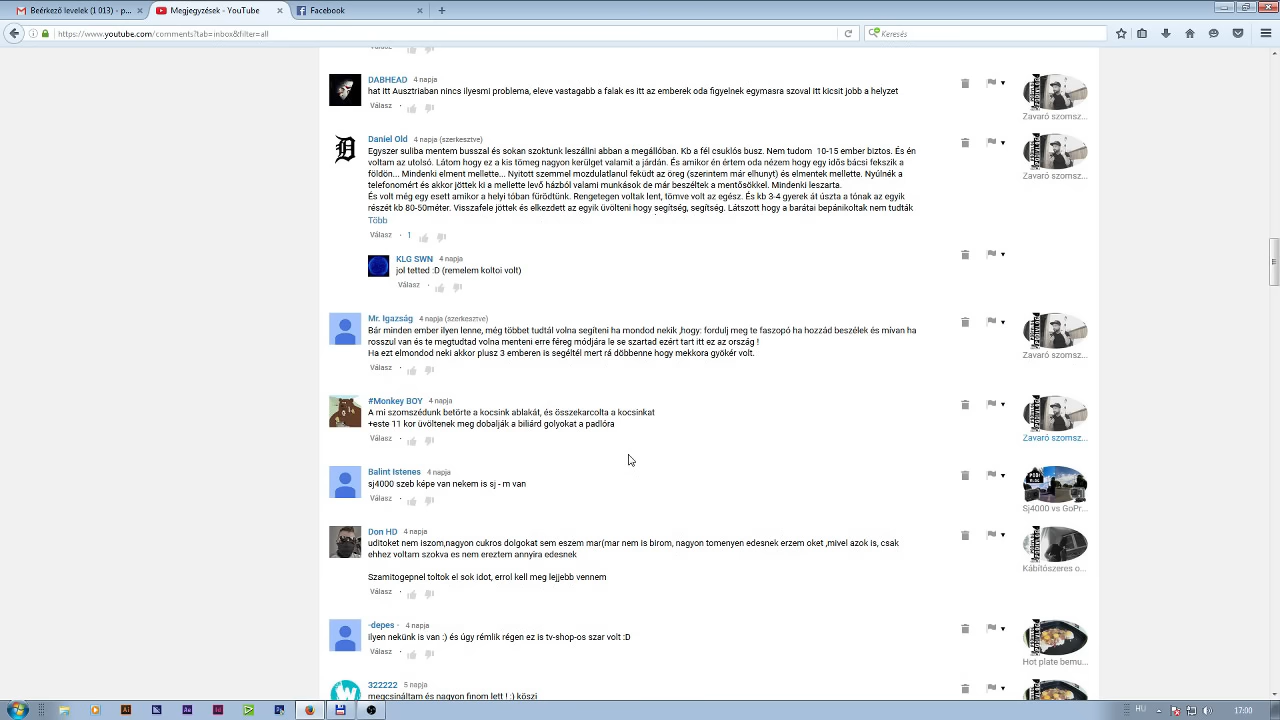 Beérkező levelek (1 013) - p...
Megjegyzések - YouTube
Facebook
https://www.youtube.com/comments?tab=inbox&filter=all
Keresés
Válasz
DABHEAD 4 napja
hat itt Ausztriaban nincs ilyesmi problema, eleve vastagabb a falak es itt az emberek oda figyelnek egymasra szoval itt kicsit jobb a helyzet
Válasz
Zavaró szomsz...
Daniel Old 4 napja (szerkesztve)
Egyszer suliba mentem busszal és sokan szoktunk leszállni abban a megállóban. Kb a fél csuklós busz. Nem tudom 10-15 ember biztos. És én
voltam az utolsó. Látom hogy ez a kis tömeg nagyon kerülget valamit a járdán. És amikor én értem oda nézem hogy egy idős bácsi fekszik a
földön... Mindenki elment mellette... Nyitott szemmel mozdulatlanul feküdt az öreg (szerintem már elhunyt) és elmentek mellette. Nyúlnék a
telefonomért és akkor jöttek ki a mellette levő házból valami munkások de már beszéltek a mentősökkel. Mindenki leszarta.
És volt még egy eset amikor a helyi tóban fürödtünk. Rengetegen voltak lent, tömve volt az egész. És kb 3-4 gyerek át úszta a tónak az egyik
részét kb 80-50méter. Visszafele jöttek és elkezdett az egyik üvölteni hogy segítség, segítség. Látszott hogy a barátai bepánikoltak nem tudták
Több
Válasz · 1
Zavaró szomsz...
KLG SWN 4 napja
jol tetted :D (remelem koltoi volt)
Válasz
Mr. Igazság 4 napja (szerkesztve)
Bár minden ember ilyen lenne, még többet tudtál volna segíteni ha mondod nekik ,hogy: fordulj meg te faszopó ha hozzád beszélek és mivan ha
rosszul van és te megtudtad volna menteni erre féreg módjára le se szartad ezért tart itt ez az ország !
Ha ezt elmondod neki akkor plusz 3 emberen is segéltél mert rá döbbenne hogy mekkora gyökér volt.
Válasz
Zavaró szomsz...
#Monkey BOY 4 napja
A mi szomszédunk betörte a kocsink ablakát, és összekarcolta a kocsinkat
+este 11 kor üvöltenek meg dobalják a biliárd golyokat a padlóra
Válasz
Zavaró szomsz...
Balint Istenes 4 napja
sj4000 szeb képe van nekem is sj - m van
Válasz
Sj4000 vs GoPr...
Don HD 4 napja
uditoket nem iszom,nagyon cukros dolgokat sem eszem mar(mar nem is birom, nagyon tomenyen edesnek erzem oket ,mivel azok is, csak
ehhez voltam szokva es nem ereztem annyira edesnek
Szamitogepnel toltok el sok idot, errol kell meg lejjebb vennem
Válasz
Kábítószeres o...
-depes - 4 napja
Ilyen nekünk is van :) és úgy rémlik régen ez is tv-shop-os szar volt :D
Válasz
Hot plate bemu...
322222 5 napja
megcsináltam és nagyon finom lett ! :) köszi
HU
17:00